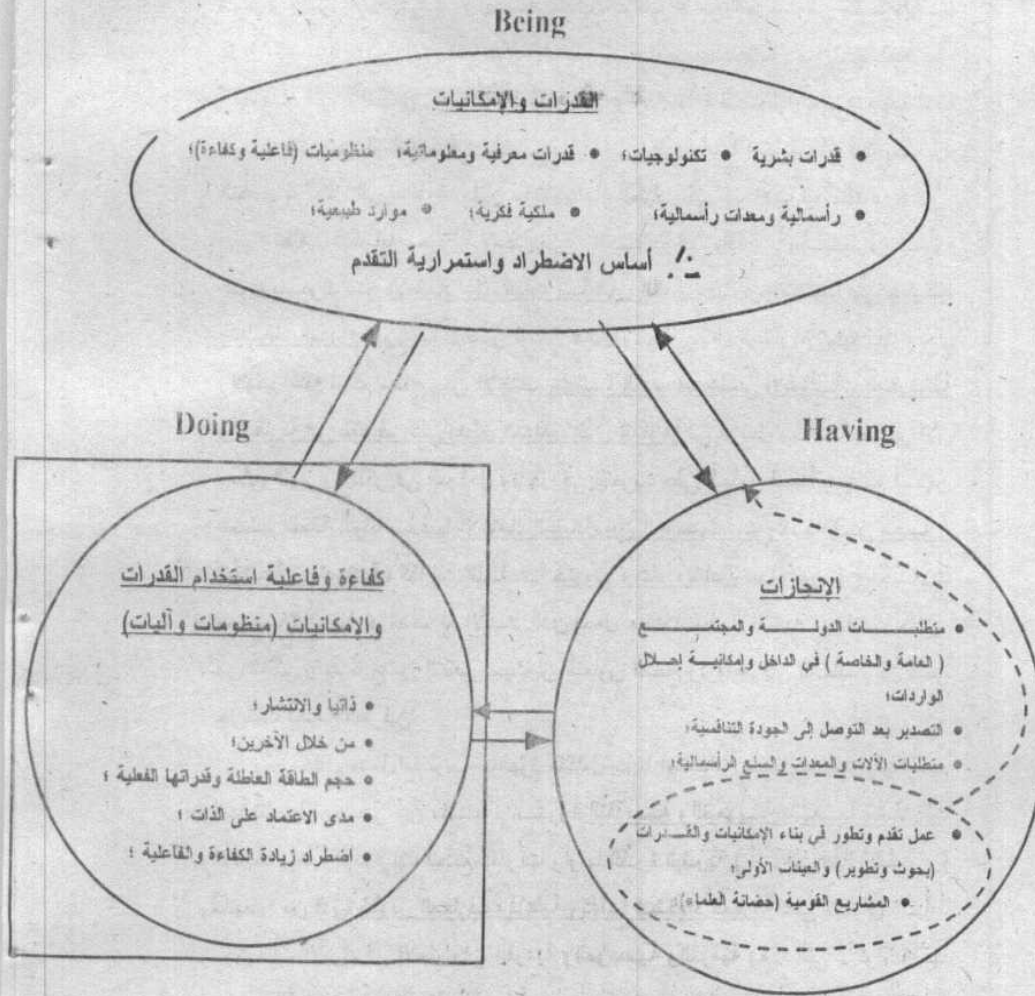 Being
القدرات والإمكانيات
• قدرات بشرية • تكنولوجيات؛ • قدرات معرفية ومعلوماتية؛ منظوميات (فاعلية وكفاءة)؛
• رأسمالية ومعدات رأسمالية؛ • ملكية فكرية؛ • موارد طبيعية؛
أساس الاضطراد واستمرارية التقدم
Doing
كفاءة وفاعلية استخدام القدرات
والإمكانيات (منظومات وآليات)
• ذاتيا والانتشار؛
• من خلال الآخرين؛
• حجم الطاقة العاطلة وقدراتها الفعلية؛
• مدى الاعتماد على الذات؛
• اضطراد زيادة الكفاءة والفاعلية؛
Having
الإنجازات
• متطلبات الدولة والمجتمع
(العامة والخاصة) في الداخل وإمكانية إحلال
الواردات؛
• التصدير بعد التوصل إلى الجودة التنافسية؛
• متطلبات الآلات والمعدات والسلع الرأسمالية؛
• عمل تقدم وتطور في بناء الإمكانيات والقدرات
(بحوث وتطوير) والعينات الأولى؛
• المشاريع القومية (حضانة العلماء)؛